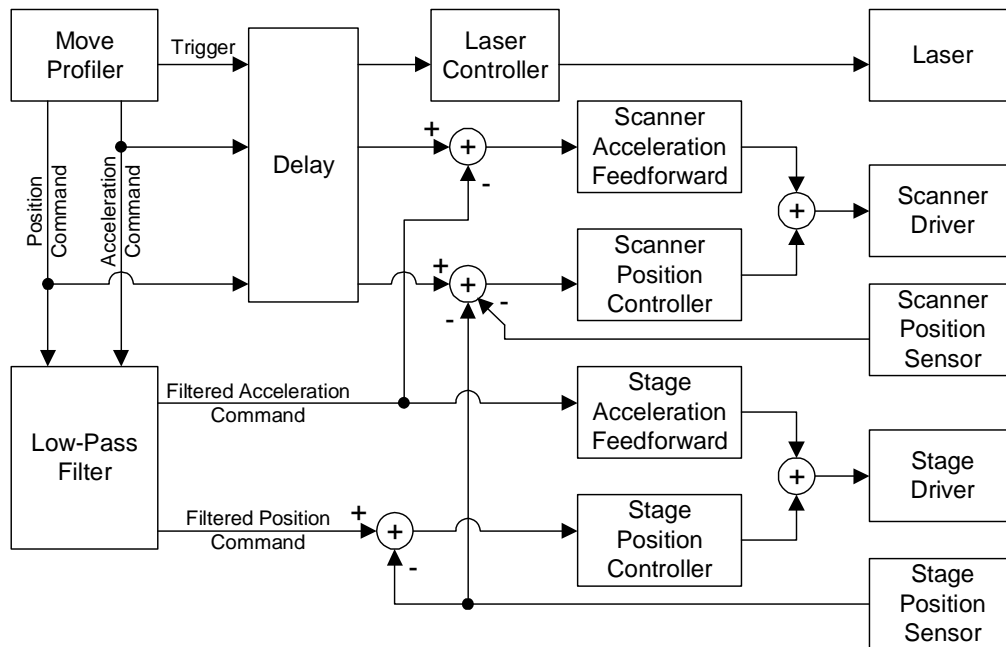 Move
Profiler
Trigger
Laser
Controller
Laser
Position
Command
Acceleration
Command
Delay
+
+
-
Scanner
Acceleration
Feedforward
+
Scanner
Driver
+
+
-
-
Scanner
Position
Controller
Scanner
Position
Sensor
Low-Pass
Filter
Filtered Acceleration
Command
Stage
Acceleration
Feedforward
+
Stage
Driver
Filtered Position
Command
+
+
-
Stage
Position
Controller
Stage
Position
Sensor